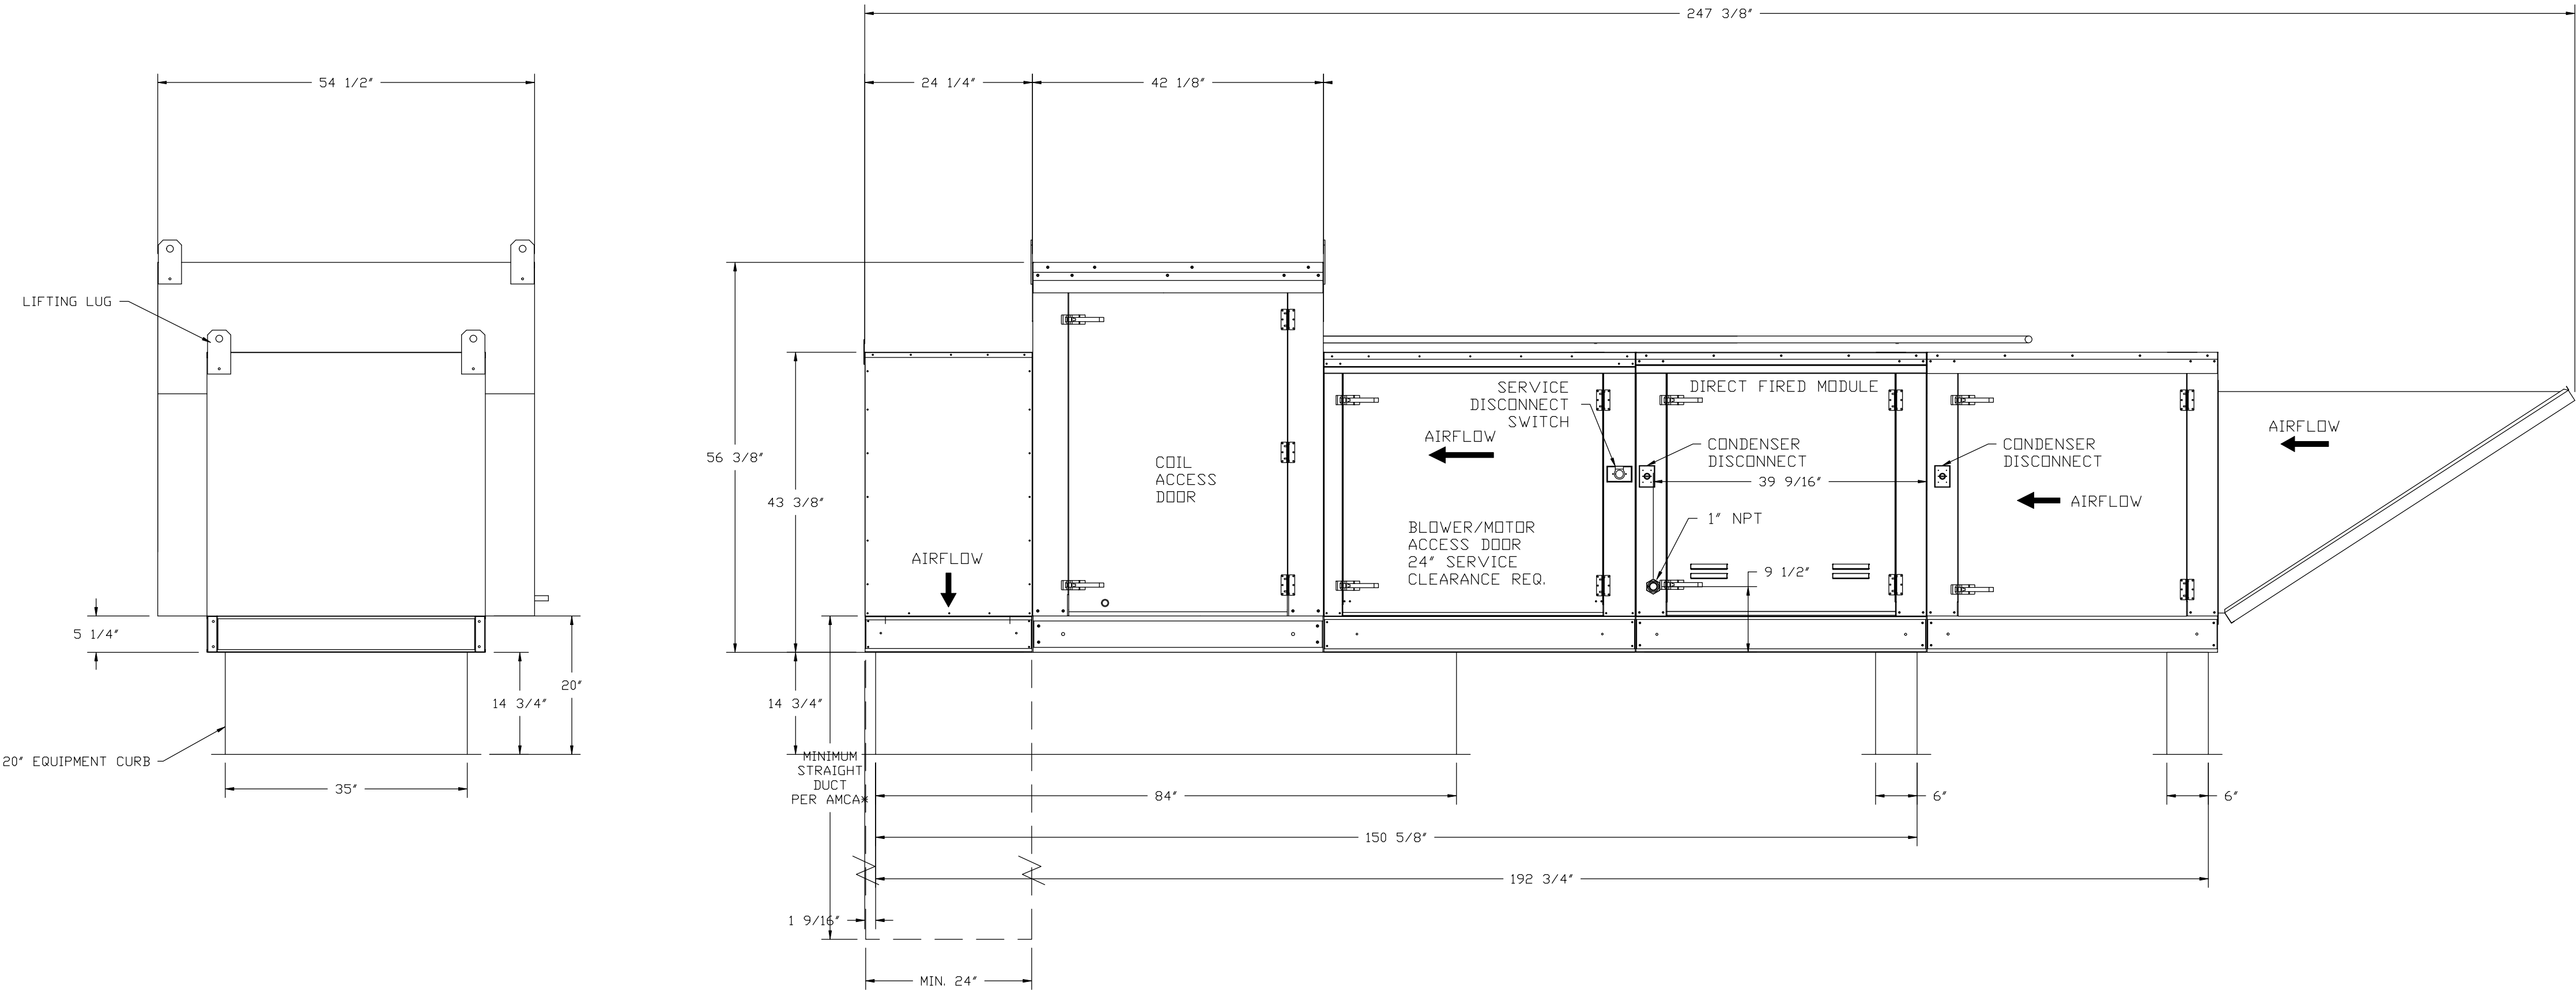 247 3/8"
54 1/2"
24 1/4"
42 1/8"
LIFTING LUG
56 3/8"
43 3/8"
5 1/4"
14 3/4"
20"
20" EQUIPMENT CURB
35"
COIL
ACCESS
DOOR
AIRFLOW
SERVICE
DISCONNECT
SWITCH
AIRFLOW
BLOWER/MOTOR
ACCESS DOOR
24" SERVICE
CLEARANCE REQ.
DIRECT FIRED MODULE
CONDENSER
DISCONNECT
39 9/16"
1" NPT
9 1/2"
CONDENSER
DISCONNECT
AIRFLOW
AIRFLOW
14 3/4"
MINIMUM
STRAIGHT
DUCT
PER AMCA*
84"
6"
6"
150 5/8"
192 3/4"
1 9/16"
MIN. 24"